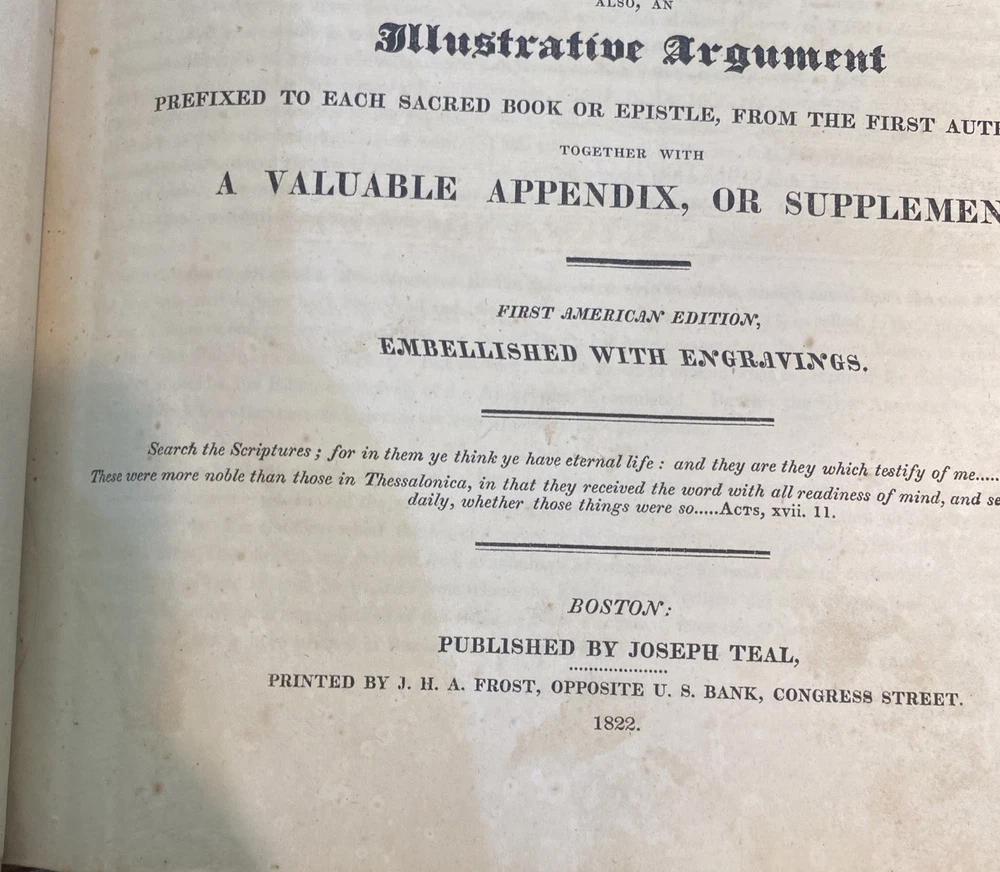 ALSO, AN
Illustrative Argument
PREFIXED TO EACH SACRED BOOK OR EPISTLE, FROM THE FIRST AUTH
TOGETHER WITH
A VALUABLE APPENDIX, OR SUPPLEMEN
FIRST AMERICAN EDITION,
EMBELLISHED WITH ENGRAVINGS.
Search the Scriptures; for in them ye think ye have eternal life: and they are they which testify of me.....
These were more noble than those in Thessalonica, in that they received the word with all readiness of mind, and se
daily, whether those things were so.....ACTS, xvii. 11.
BOSTON:
PUBLISHED BY JOSEPH TEAL,
PRINTED BY J. H. A. FROST, OPPOSITE U. S. BANK, CONGRESS STREET.
1822.